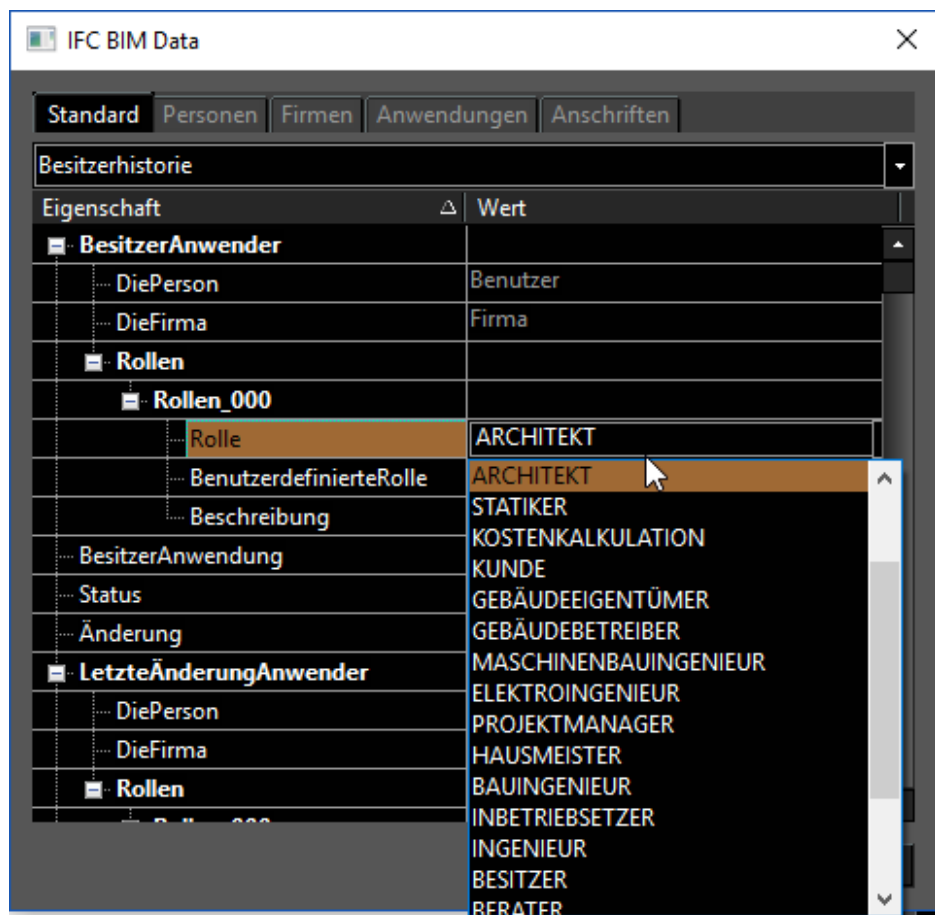 IFC BIM Data
Standard Personen Firmen Anwendungen Anschriften
Besitzerhistorie
Eigenschaft Wert
BesitzerAnwender
DiePerson Benutzer
DieFirma Firma
Rollen
Rollen_000
Rolle ARCHITEKT
BenutzerdefinierteRolle
Beschreibung
BesitzerAnwendung
Status
Änderung
LetzteÄnderungAnwender
DiePerson
DieFirma
Rollen
ARCHITEKT
STATIKER
KOSTENKALKULATION
KUNDE
GEBÄUDEEIGENTÜMER
GEBÄUDEBETREIBER
MASCHINENBAUINGENIEUR
ELEKTROINGENIEUR
PROJEKTMANAGER
HAUSMEISTER
BAUINGENIEUR
INBETRIEBSETZER
INGENIEUR
BESITZER
BERATER